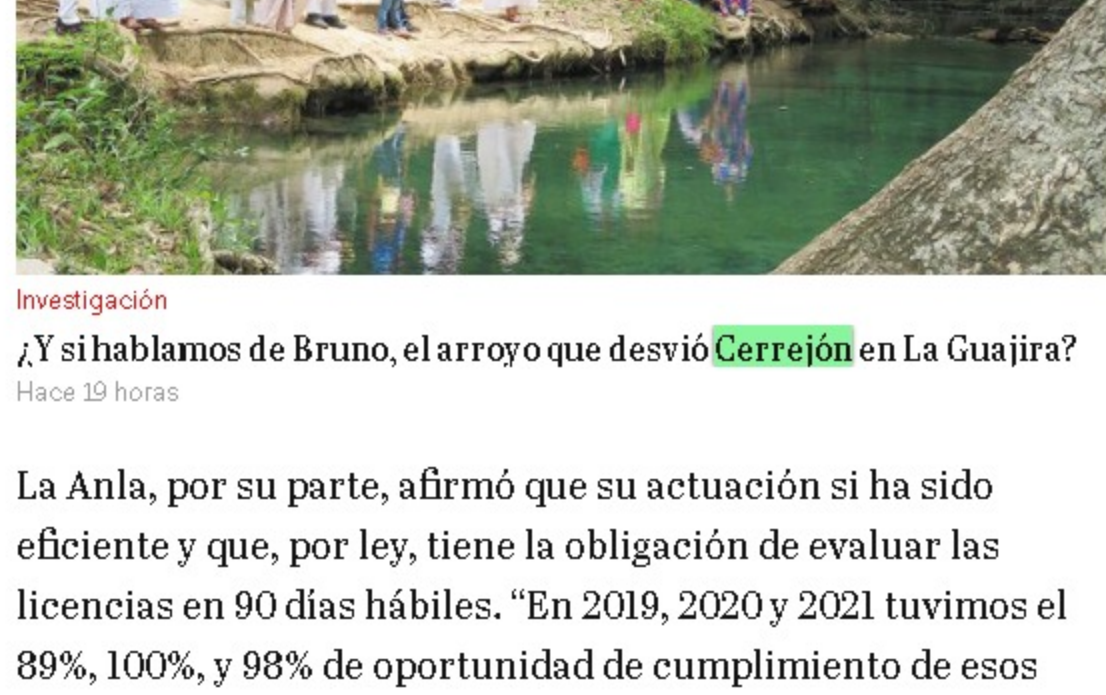 Investigación
¿Y si hablamos de Bruno, el arroyo que desvió Cerrejón en La Guajira?
Hace 19 horas
La Anla, por su parte, afirmó que su actuación si ha sido
eficiente y que, por ley, tiene la obligación de evaluar las
licencias en 90 días hábiles. “En 2019, 2020 y 2021 tuvimos el
89%, 100%, y 98% de oportunidad de cumplimiento de esos